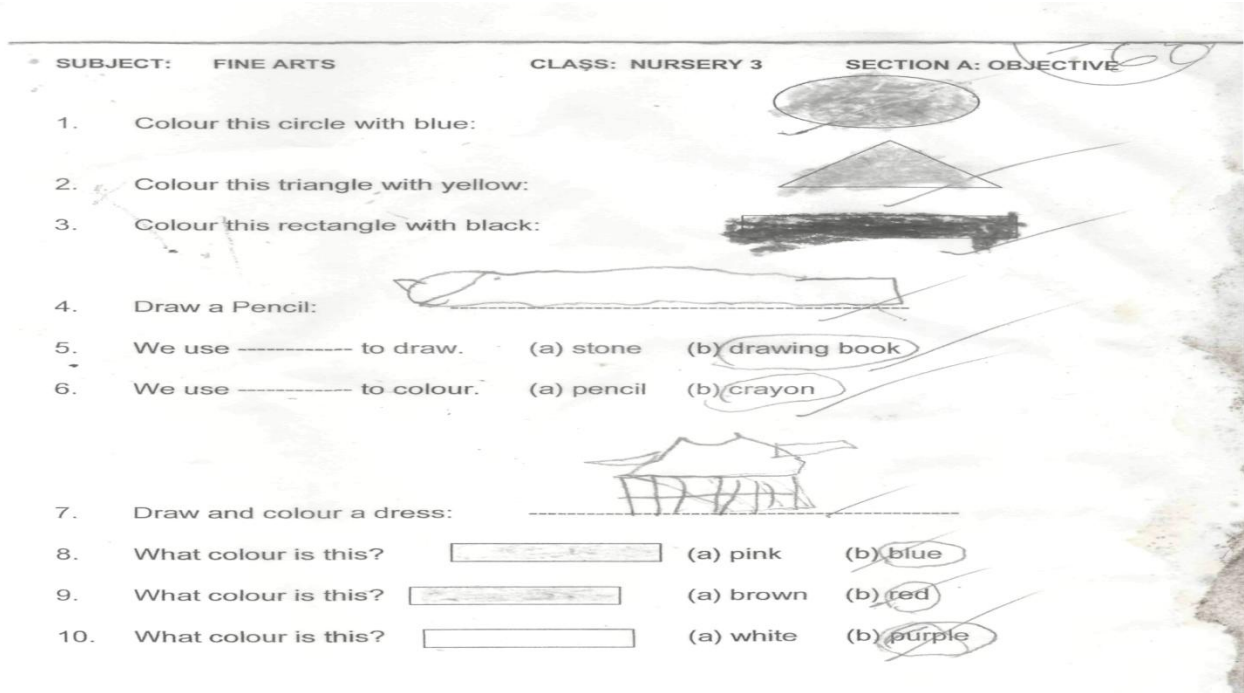 SUBJECT: FINE ARTS CLASS: NURSERY 3 SECTION A: OBJECTIVE
1. Colour this circle with blue:
2. Colour this triangle with yellow:
3. Colour this rectangle with black:
4. Draw a Pencil:
5. We use ------------ to draw. (a) stone (b) drawing book
6. We use ------------ to colour. (a) pencil (b) crayon
7. Draw and colour a dress:
8. What colour is this? (a) pink (b) blue
9. What colour is this? (a) brown (b) red
10. What colour is this? (a) white (b) purple